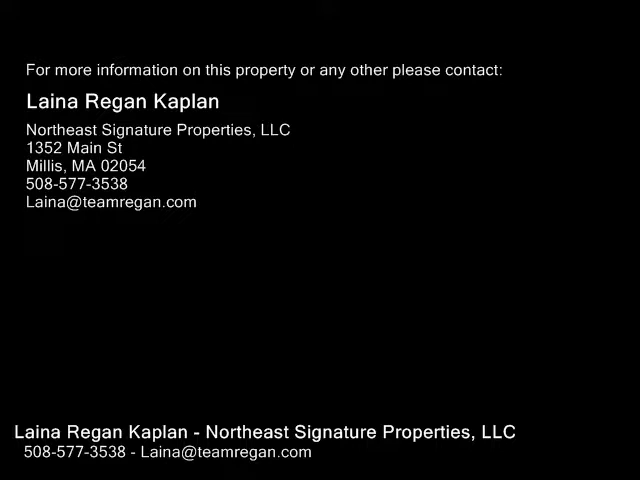 For more information on this property or any other please contact:
Laina Regan Kaplan
Northeast Signature Properties, LLC
1352 Main St
Millis, MA 02054
508-577-3538
Laina@teamregan.com
Laina Regan Kaplan - Northeast Signature Properties, LLC
508-577-3538 - Laina@teamregan.com